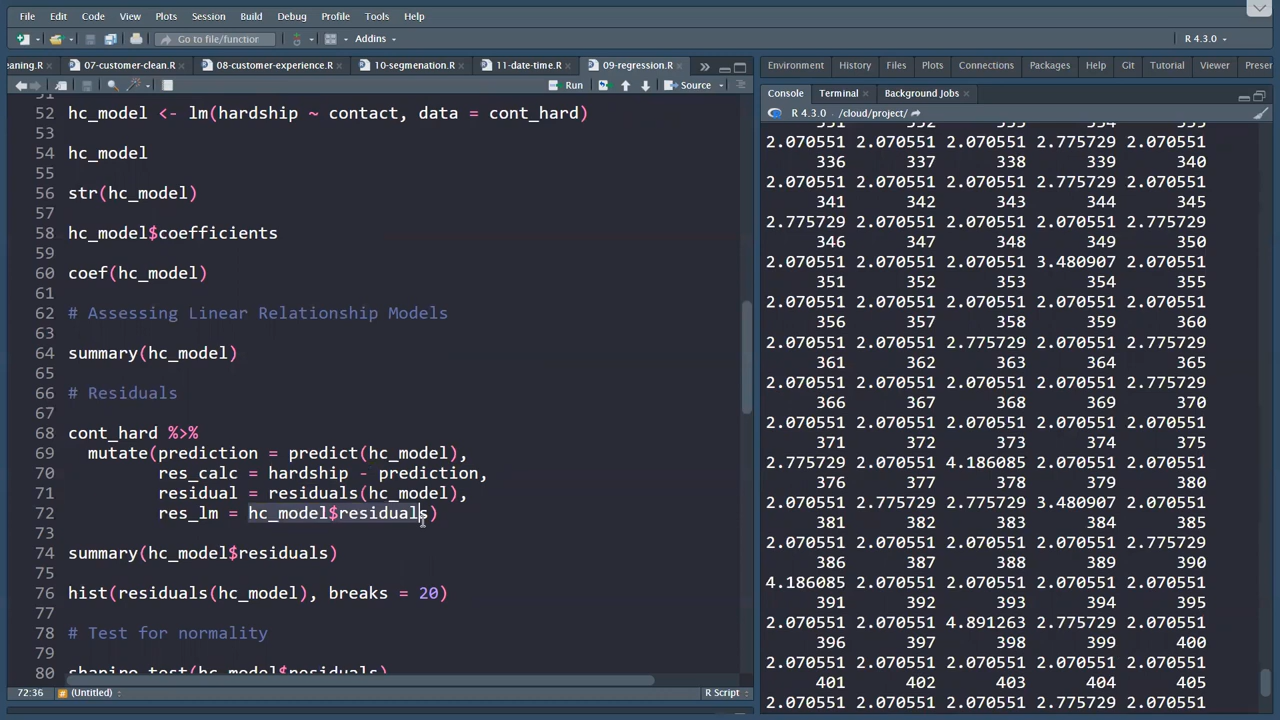 File Edit Code View Plots Session Build Debug Profile Tools Help
Go to file/function Addins R 4.3.0
eaning.R 07-customer-clean.R 08-customer-experience.R 10-segmenation.R 11-date-time.R 09-regression.R
Run Source
51
52 hc_model <- lm(hardship ~ contact, data = cont_hard)
53
54 hc_model
55
56 str(hc_model)
57
58 hc_model$coefficients
59
60 coef(hc_model)
61
62 # Assessing Linear Relationship Models
63
64 summary(hc_model)
65
66 # Residuals
67
68 cont_hard %>%
69 mutate(prediction = predict(hc_model),
70 res_calc = hardship - prediction,
71 residual = residuals(hc_model),
72 res_lm = hc_model$residuals)
73
74 summary(hc_model$residuals)
75
76 hist(residuals(hc_model), breaks = 20)
77
78 # Test for normality
79
80 shapiro.test(hc_model$residuals)
72:36 (Untitled) R Script
Environment History Files Plots Connections Packages Help Git Tutorial Viewer Preser
Console Terminal Background Jobs
R 4.3.0 · /cloud/project/
351 352 353 354 355
2.070551 2.070551 2.070551 2.775729 2.070551
336 337 338 339 340
2.070551 2.070551 2.070551 2.775729 2.070551
341 342 343 344 345
2.775729 2.070551 2.070551 2.070551 2.775729
346 347 348 349 350
2.070551 2.070551 2.070551 3.480907 2.070551
351 352 353 354 355
2.070551 2.070551 2.070551 2.070551 2.070551
356 357 358 359 360
2.070551 2.070551 2.775729 2.070551 2.775729
361 362 363 364 365
2.070551 2.070551 2.070551 2.070551 2.775729
366 367 368 369 370
2.070551 2.070551 2.070551 2.070551 2.070551
371 372 373 374 375
2.775729 2.070551 4.186085 2.070551 2.070551
376 377 378 379 380
2.070551 2.775729 2.775729 3.480907 2.070551
381 382 383 384 385
2.070551 2.070551 2.070551 2.070551 2.775729
386 387 388 389 390
4.186085 2.070551 2.070551 2.070551 2.070551
391 392 393 394 395
2.070551 2.070551 4.891263 2.775729 2.070551
396 397 398 399 400
2.070551 2.070551 2.070551 2.070551 2.070551
401 402 403 404 405
2.070551 2.070551 2.070551 2.070551 2.775729